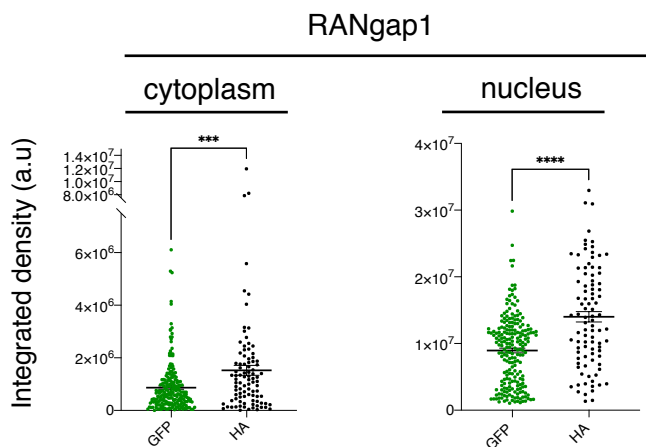 RANgap1
cytoplasm
nucleus
Integrated density (a.u)
***
1.4×10⁷
1.2×10⁷
1.0×10⁷
8.0×10⁶
6×10⁶
4×10⁶
2×10⁶
0
GFP
HA
****
4×10⁷
3×10⁷
2×10⁷
1×10⁷
0
GFP
HA